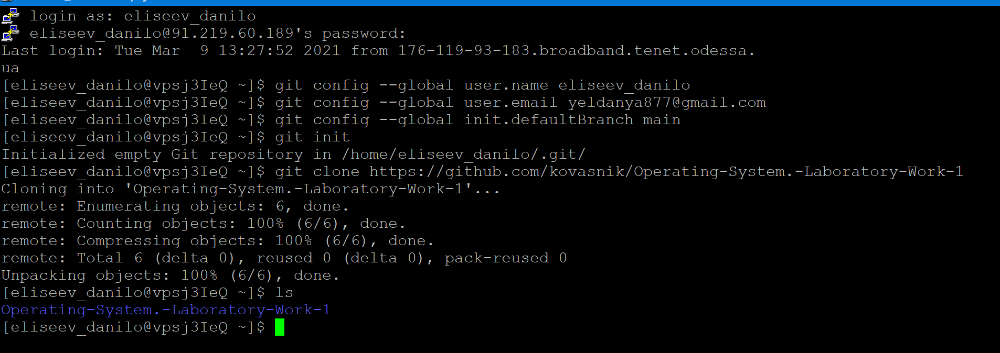 login as: eliseev_danilo
eliseev_danilo@91.219.60.189's password:
Last login: Tue Mar  9 13:27:52 2021 from 176-119-93-183.broadband.tenet.odessa.
ua
[eliseev_danilo@vpsj3IeQ ~]$ git config --global user.name eliseev_danilo
[eliseev_danilo@vpsj3IeQ ~]$ git config --global user.email yeldanya877@gmail.com
[eliseev_danilo@vpsj3IeQ ~]$ git config --global init.defaultBranch main
[eliseev_danilo@vpsj3IeQ ~]$ git init
Initialized empty Git repository in /home/eliseev_danilo/.git/
[eliseev_danilo@vpsj3IeQ ~]$ git clone https://github.com/kovasnik/Operating-System.-Laboratory-Work-1
Cloning into 'Operating-System.-Laboratory-Work-1'...
remote: Enumerating objects: 6, done.
remote: Counting objects: 100% (6/6), done.
remote: Compressing objects: 100% (6/6), done.
remote: Total 6 (delta 0), reused 0 (delta 0), pack-reused 0
Unpacking objects: 100% (6/6), done.
[eliseev_danilo@vpsj3IeQ ~]$ ls
Operating-System.-Laboratory-Work-1
[eliseev_danilo@vpsj3IeQ ~]$